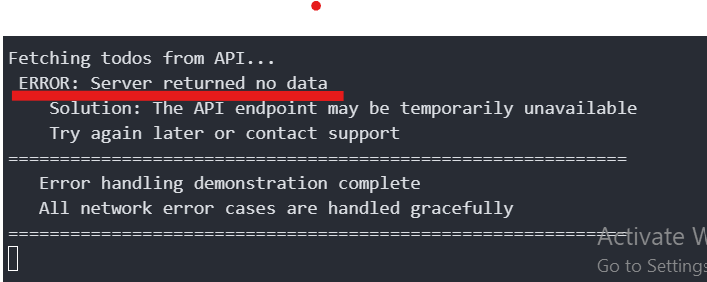 Fetching todos from API...
ERROR: Server returned no data
Solution: The API endpoint may be temporarily unavailable
Try again later or contact support
============================================================
Error handling demonstration complete
All network error cases are handled gracefully
============================================================
Activate W
Go to Settings